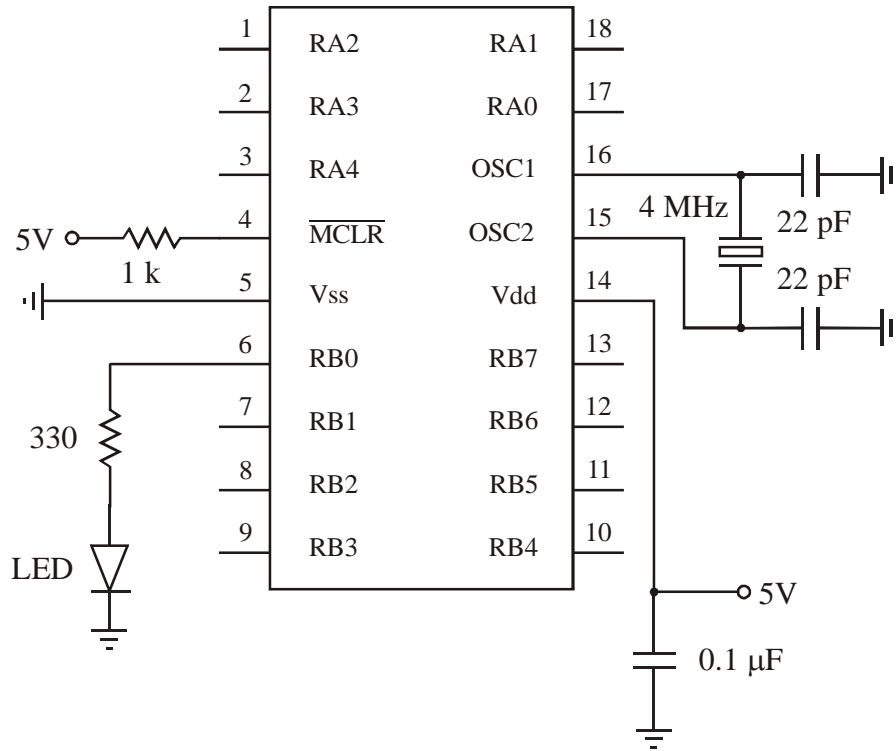 1 RA2 RA1 18
2 RA3 RA0 17
3 RA4 OSC1 16
4 MCLR OSC2 15
4 MHz
22 pF
5V
1 k
5 Vss Vdd 14
22 pF
6 RB0 RB7 13
7 RB1 RB6 12
330
8 RB2 RB5 11
9 RB3 RB4 10
LED
5V
0.1 µF